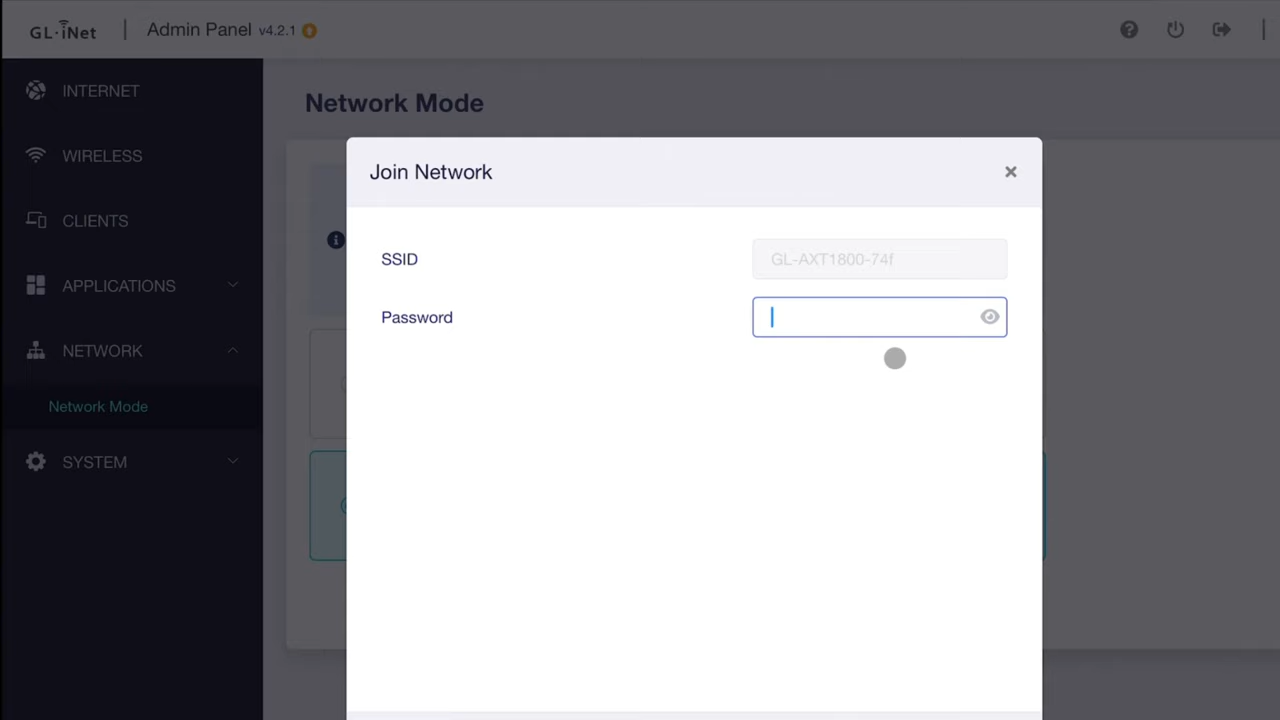 GL·iNet
Admin Panel v4.2.1
INTERNET
WIRELESS
CLIENTS
APPLICATIONS
NETWORK
Network Mode
SYSTEM
Network Mode
Join Network
SSID
GL-AXT1800-74f
Password